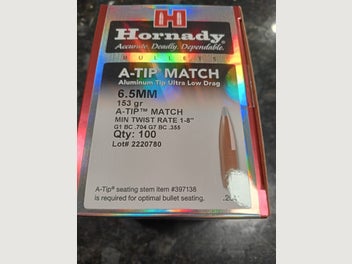 H
Hornady
Accurate. Deadly. Dependable.
BULLETS
A-TIP® MATCH
Aluminum Tip Ultra Low Drag
6.5MM
153 gr
A-TIP™ MATCH
MIN TWIST RATE 1-8"
G1 BC .704 G7 BC .355
Qty: 100
Lot# 2220780
A-Tip® seating stem item #397138
is required for optimal bullet seating.